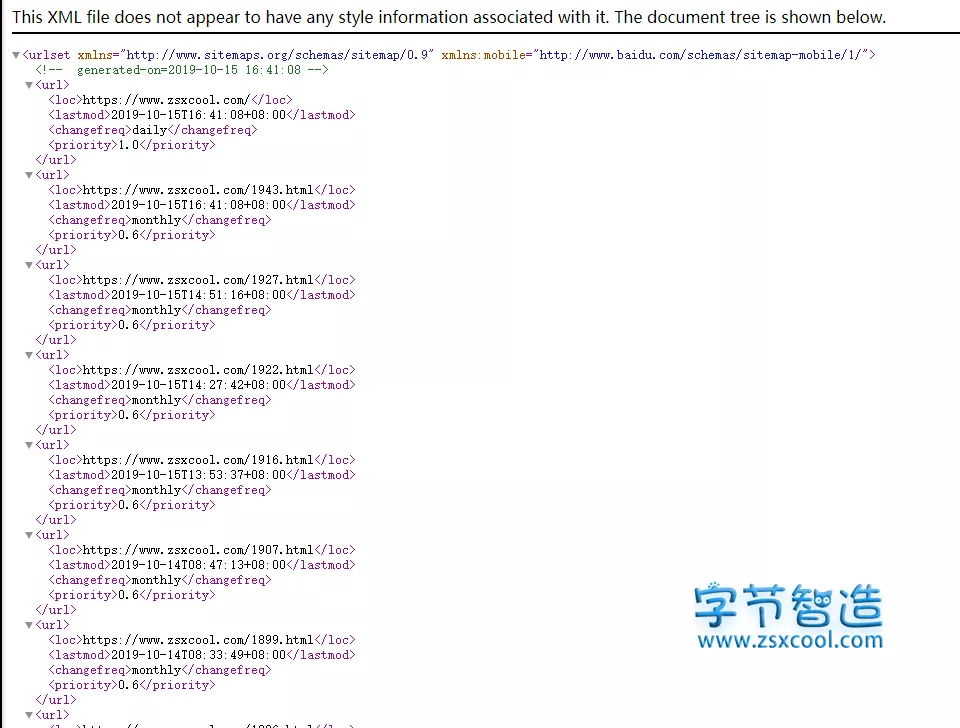 This XML file does not appear to have any style information associated with it. The document tree is shown below.
▼<urlset xmlns="http://www.sitemaps.org/schemas/sitemap/0.9" xmlns:mobile="http://www.baidu.com/schemas/sitemap-mobile/1/">
<!-- generated-on=2019-10-15 16:41:08 -->
▼<url>
<loc>https://www.zsxcool.com/</loc>
<lastmod>2019-10-15T16:41:08+08:00</lastmod>
<changefreq>daily</changefreq>
<priority>1.0</priority>
</url>
▼<url>
<loc>https://www.zsxcool.com/1943.html</loc>
<lastmod>2019-10-15T16:41:08+08:00</lastmod>
<changefreq>monthly</changefreq>
<priority>0.6</priority>
</url>
▼<url>
<loc>https://www.zsxcool.com/1927.html</loc>
<lastmod>2019-10-15T14:51:16+08:00</lastmod>
<changefreq>monthly</changefreq>
<priority>0.6</priority>
</url>
▼<url>
<loc>https://www.zsxcool.com/1922.html</loc>
<lastmod>2019-10-15T14:27:42+08:00</lastmod>
<changefreq>monthly</changefreq>
<priority>0.6</priority>
</url>
▼<url>
<loc>https://www.zsxcool.com/1916.html</loc>
<lastmod>2019-10-15T13:53:37+08:00</lastmod>
<changefreq>monthly</changefreq>
<priority>0.6</priority>
</url>
▼<url>
<loc>https://www.zsxcool.com/1907.html</loc>
<lastmod>2019-10-14T08:47:13+08:00</lastmod>
<changefreq>monthly</changefreq>
<priority>0.6</priority>
</url>
▼<url>
<loc>https://www.zsxcool.com/1899.html</loc>
<lastmod>2019-10-14T08:33:49+08:00</lastmod>
<changefreq>monthly</changefreq>
<priority>0.6</priority>
</url>
▼<url>
字节智造
www.zsxcool.com